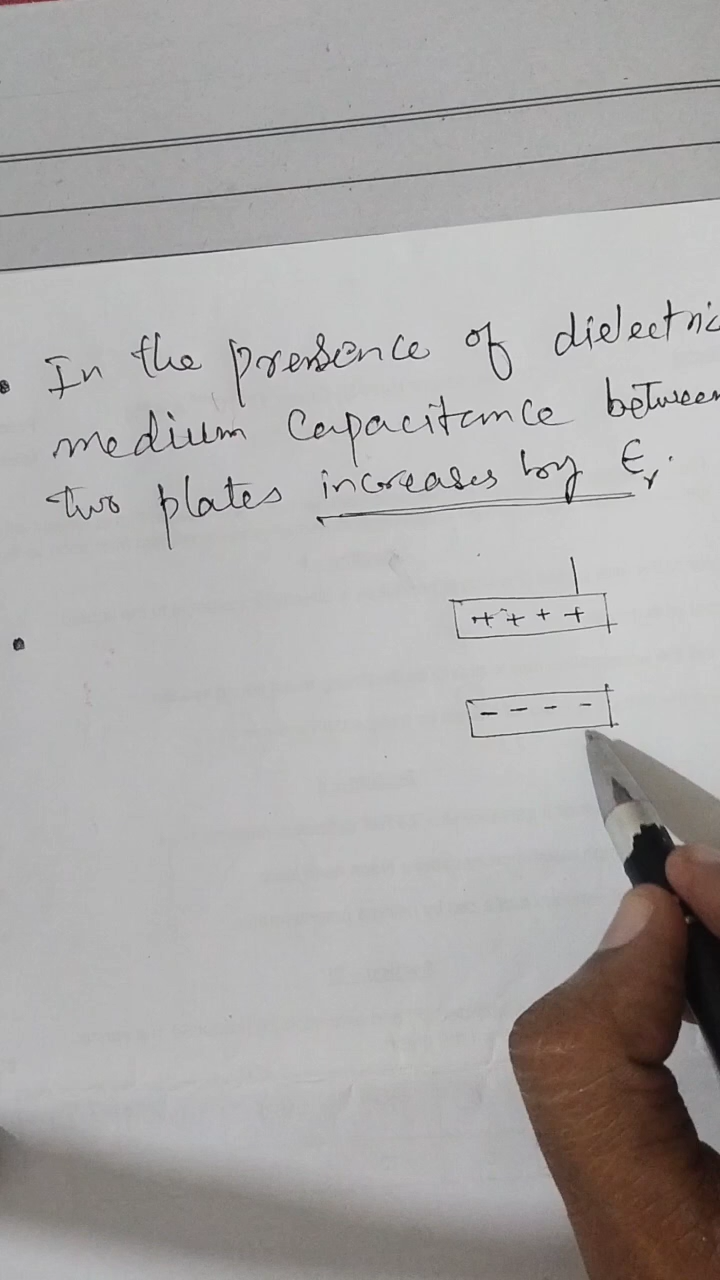 • In the presence of dielectric
medium capacitance between
two plates increases by ϵr.
•
+ + + +
- - - -